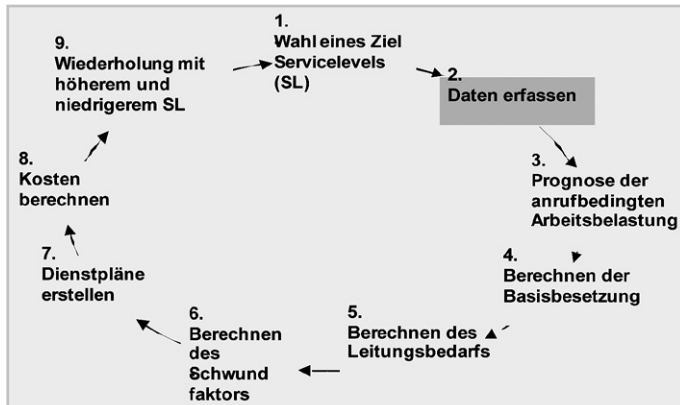 1.
Wahl eines Ziel
Servicelevels
(SL)
2.
Daten erfassen
3.
Prognose der
anrufbedingten
Arbeitsbelastung
4.
Berechnen der
Basisbesetzung
5.
Berechnen des
Leitungsbedarfs
6.
Berechnen
des
Schwund
faktors
7.
Dienstpläne
erstellen
8.
Kosten
berechnen
9.
Wiederholung mit
höherem und
niedrigerem SL